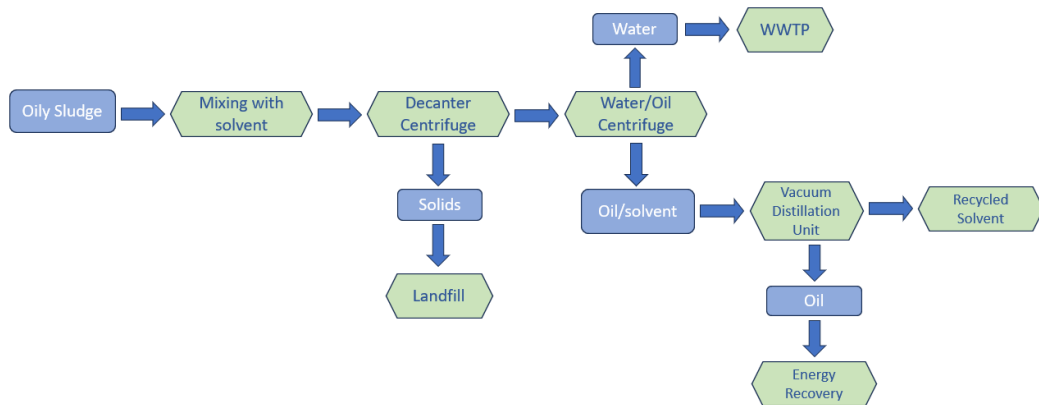 Water
WWTP
Oily Sludge
Mixing with
solvent
Decanter
Centrifuge
Water/Oil
Centrifuge
Solids
Oil/solvent
Vacuum
Distillation
Unit
Recycled
Solvent
Landfill
Oil
Energy
Recovery